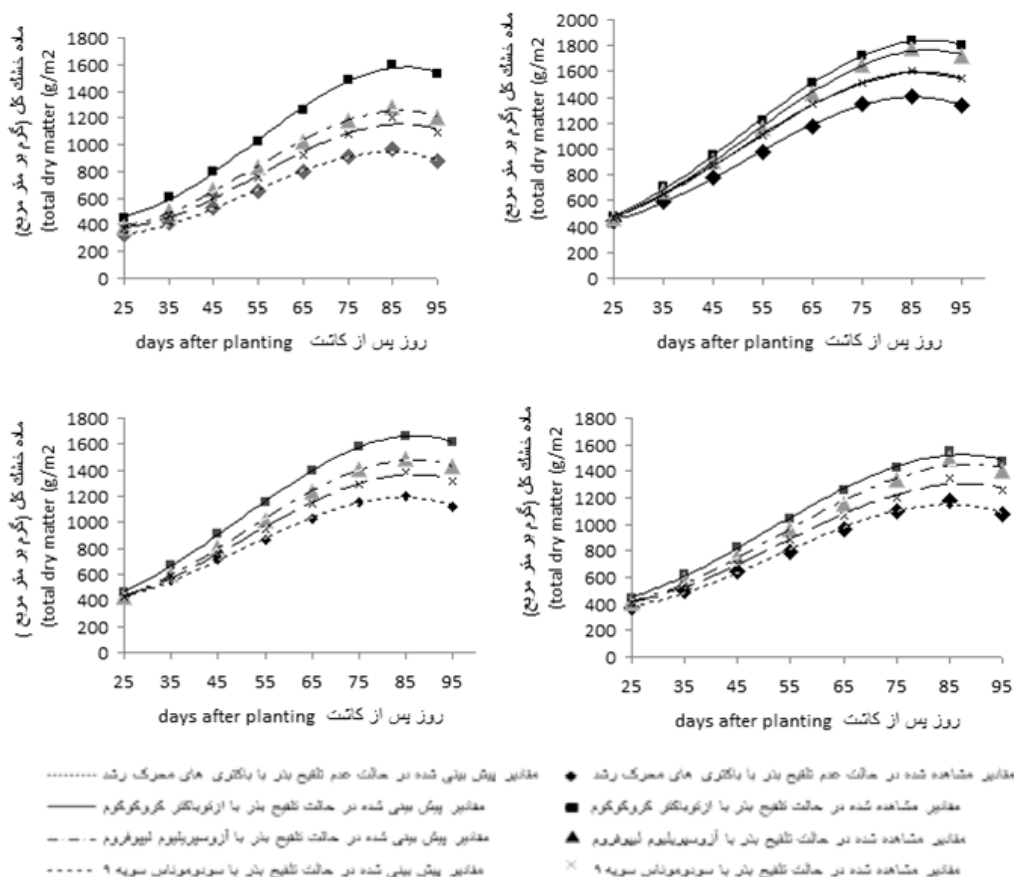 ماده خشک کل (گرم بر متر مربع)
(total dry matter (g/m2
1800
1600
1400
1200
1000
800
600
400
200
0
25 35 45 55 65 75 85 95
days after planting روز پس از کاشت
ماده خشک کل (گرم بر متر مربع)
(total dry matter (g/m2
2000
1800
1600
1400
1200
1000
800
600
400
200
0
25 35 45 55 65 75 85 95
days after planting روز پس از کاشت
ماده خشک کل (گرم بر متر مربع )
(total dry matter (g/m2
1800
1600
1400
1200
1000
800
600
400
200
0
25 35 45 55 65 75 85 95
days after planting روز پس از کاشت
ماده خشک کل (گرم بر متر مربع)
(total dry matter (g/m2
1800
1600
1400
1200
1000
800
600
400
200
0
25 35 45 55 65 75 85 95
days after planting روز پس از کاشت
مقادیر مشاهده شده در حالت عدم تلقیح بذر با باکتری های محرک رشد
مقادیر پیش بینی شده در حالت عدم تلقیح بذر با باکتری های محرک رشد
مقادیر مشاهده شده در حالت تلقیح بذر با ازتوباکتر کروکوکوم
مقادیر پیش بینی شده در حالت تلقیح بذر با ازتوباکتر کروکوکوم
مقادیر مشاهده شده در حالت تلقیح بذر با آزوسپریلیوم لیپوفروم
مقادیر پیش بینی شده در حالت تلقیح بذر با آزوسپریلیوم لیپوفروم
مقادیر مشاهده شده در حالت تلقیح بذر با سودوموناس سویه ۹
مقادیر پیش بینی شده در حالت تلقیح بذر با سودوموناس سویه ۹